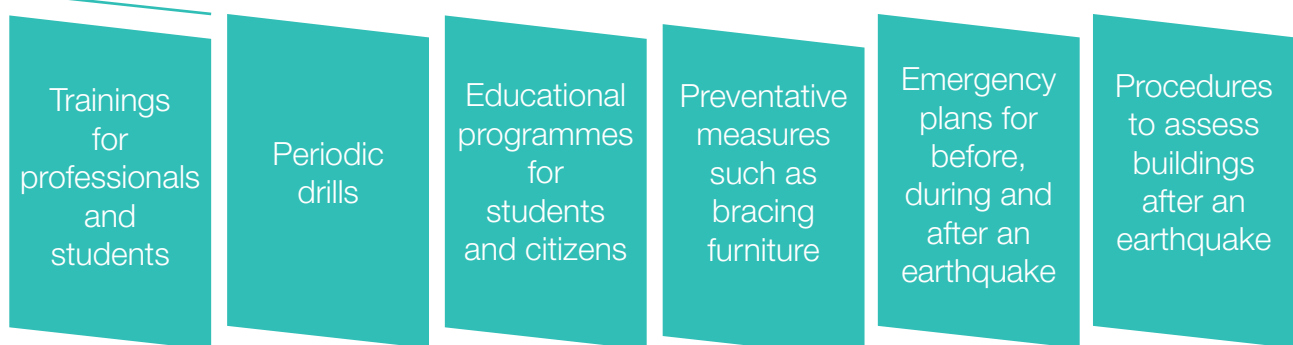 Trainings
for
professionals
and
students
Periodic
drills
Educational
programmes
for
students
and citizens
Preventative
measures
such as
bracing
furniture
Emergency
plans for
before,
during and
after an
earthquake
Procedures
to assess
buildings
after an
earthquake